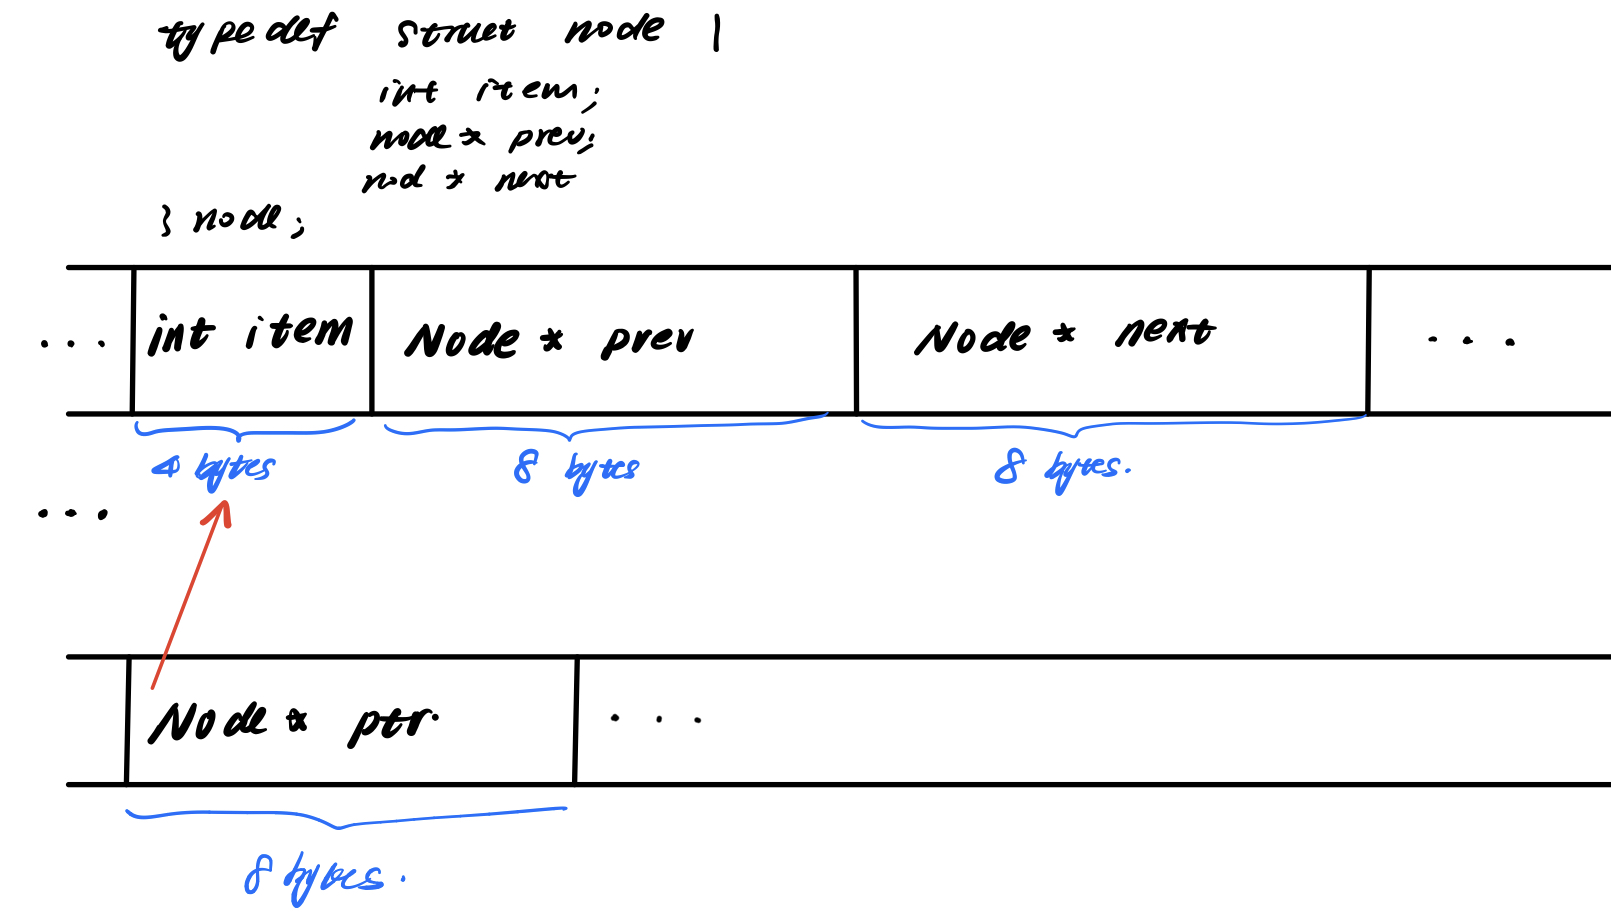 typedef struct node |
int item;
node * prev;
nod * next
} node;
... int item Node * prev Node * next ...
4 bytes 8 bytes 8 bytes.
...
Node * ptr. ...
8 bytes.